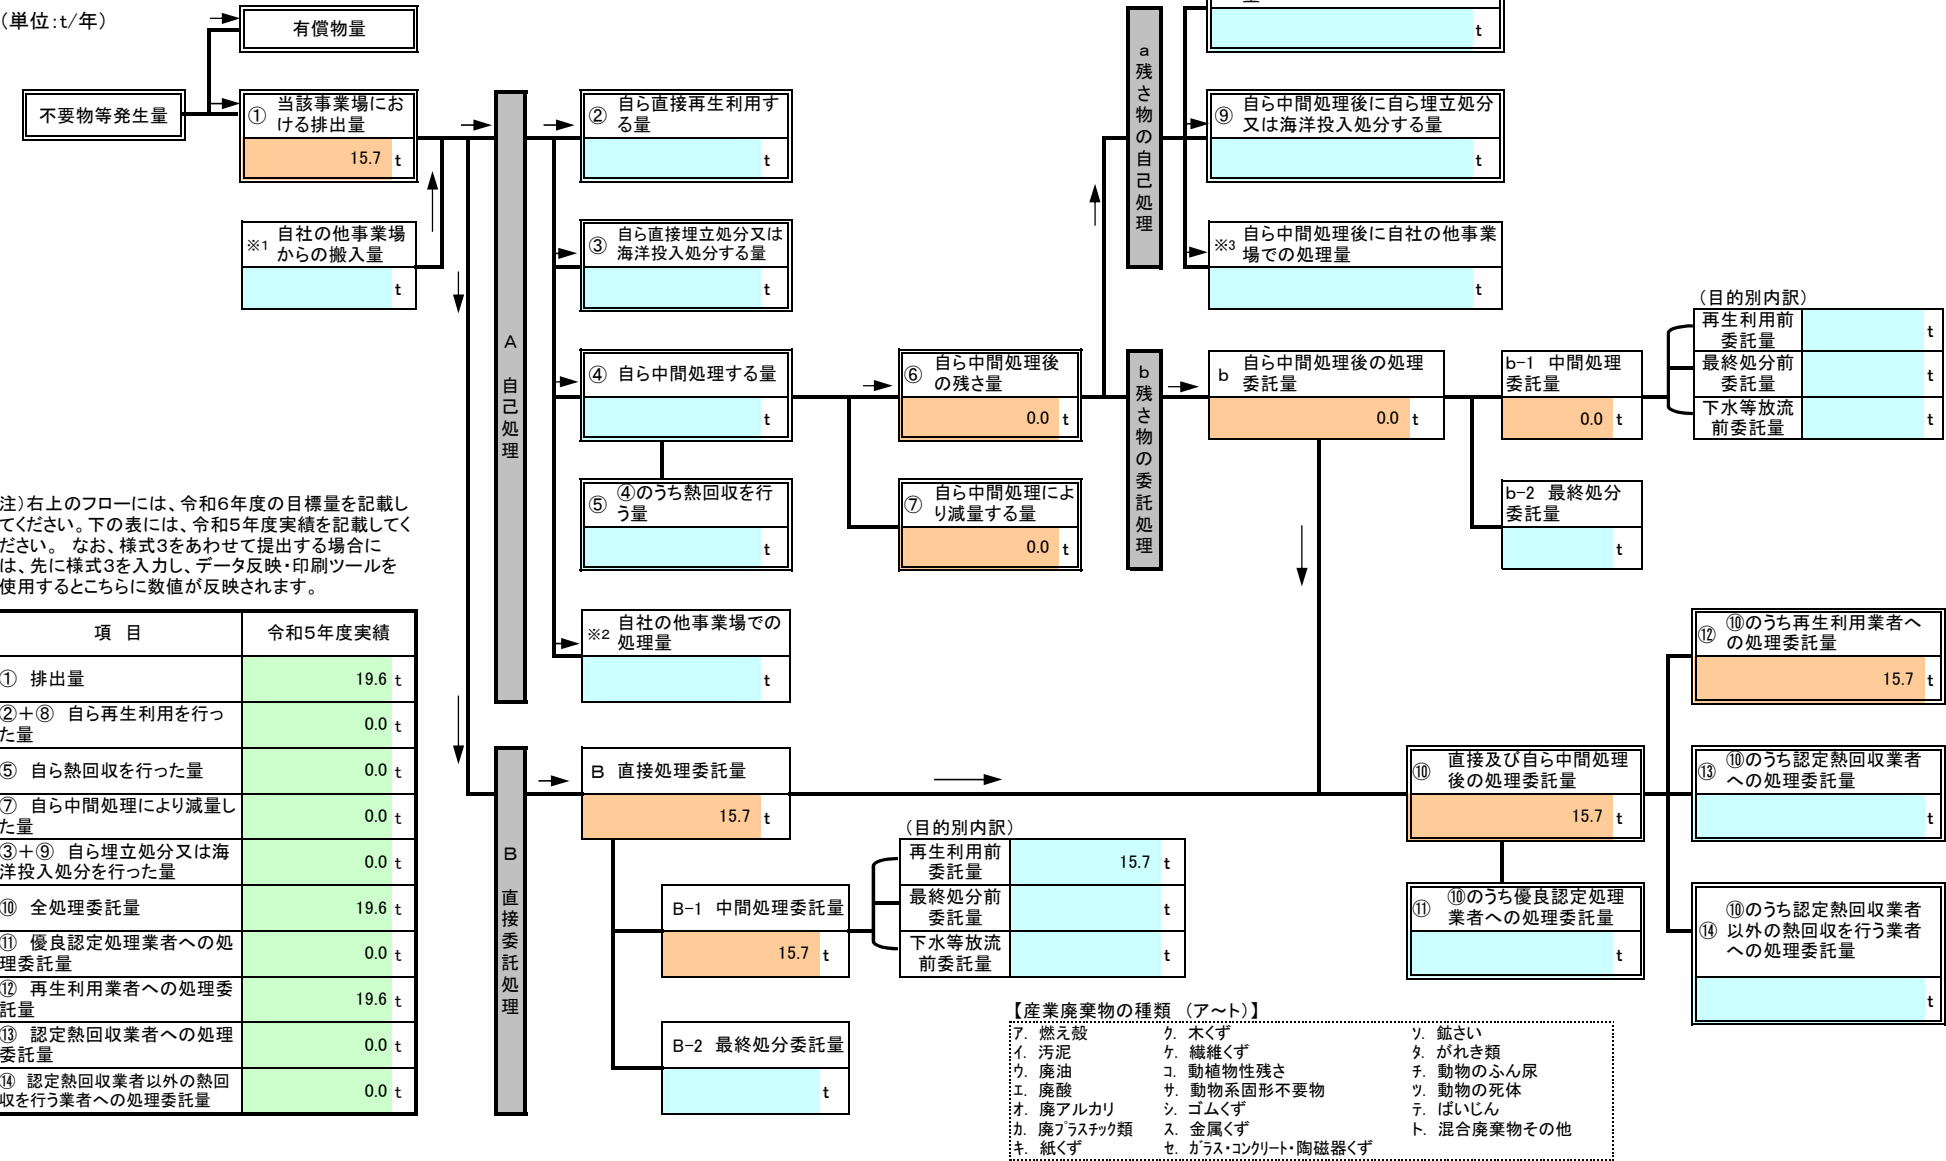 (単位:t/年)
有償物量
不要物等発生量
① 当該事業場にお
ける排出量
15.7 t
※1 自社の他事業場
からの搬入量
t
A 自己処理
② 自ら直接再生利用す
る量
t
③ 自ら直接埋立処分又は
海洋投入処分する量
t
④ 自ら中間処理する量
t
⑤ ④のうち熱回収を行
う量
t
※2 自社の他事業場での
処理量
t
⑥ 自ら中間処理後
の残さ量
0.0 t
⑦ 自ら中間処理によ
り減量する量
0.0 t
a 残さ物の自己処理
t
⑨ 自ら中間処理後に自ら埋立処分
又は海洋投入処分する量
t
※3 自ら中間処理後に自社の他事業
場での処理量
t
b 残さ物の委託処理
b 自ら中間処理後の処理
委託量
0.0 t
b-1 中間処理
委託量
0.0 t
b-2 最終処分
委託量
t
(目的別内訳)
再生利用前
委託量
t
最終処分前
委託量
t
下水等放流
前委託量
t
注)右上のフローには、令和6年度の目標量を記載し
てください。下の表には、令和5年度実績を記載してく
ださい。 なお、様式3をあわせて提出する場合に
は、先に様式3を入力し、データ反映・印刷ツールを
使用するとこちらに数値が反映されます。
項 目 令和5年度実績
① 排出量 19.6 t
②+⑧ 自ら再生利用を行っ
た量 0.0 t
⑤ 自ら熱回収を行った量 0.0 t
⑦ 自ら中間処理により減量し
た量 0.0 t
③+⑨ 自ら埋立処分又は海
洋投入処分を行った量 0.0 t
⑩ 全処理委託量 19.6 t
⑪ 優良認定処理業者への処
理委託量 0.0 t
⑫ 再生利用業者への処理委
託量 19.6 t
⑬ 認定熱回収業者への処理
委託量 0.0 t
⑭ 認定熱回収業者以外の熱回
収を行う業者への処理委託量 0.0 t
B 直接委託処理
B 直接処理委託量
15.7 t
B-1 中間処理委託量
15.7 t
B-2 最終処分委託量
t
(目的別内訳)
再生利用前
委託量
15.7 t
最終処分前
委託量
t
下水等放流
前委託量
t
⑩ 直接及び自ら中間処理
後の処理委託量
15.7 t
⑪ ⑩のうち優良認定処理
業者への処理委託量
t
⑫ ⑩のうち再生利用業者へ
の処理委託量
15.7 t
⑬ ⑩のうち認定熱回収業者
への処理委託量
t
⑭ ⑩のうち認定熱回収業者
以外の熱回収を行う業者
への処理委託量
t
【産業廃棄物の種類 (ア~ト)】
ア. 燃え殻 ク. 木くず ソ. 鉱さい
イ. 汚泥 ケ. 繊維くず タ. がれき類
ウ. 廃油 コ. 動植物性残さ チ. 動物のふん尿
エ. 廃酸 サ. 動物系固形不要物 ツ. 動物の死体
オ. 廃アルカリ シ. ゴムくず テ. ばいじん
カ. 廃プラスチック類 ス. 金属くず ト. 混合廃棄物その他
キ. 紙くず セ. ガラス・コンクリート・陶磁器くず